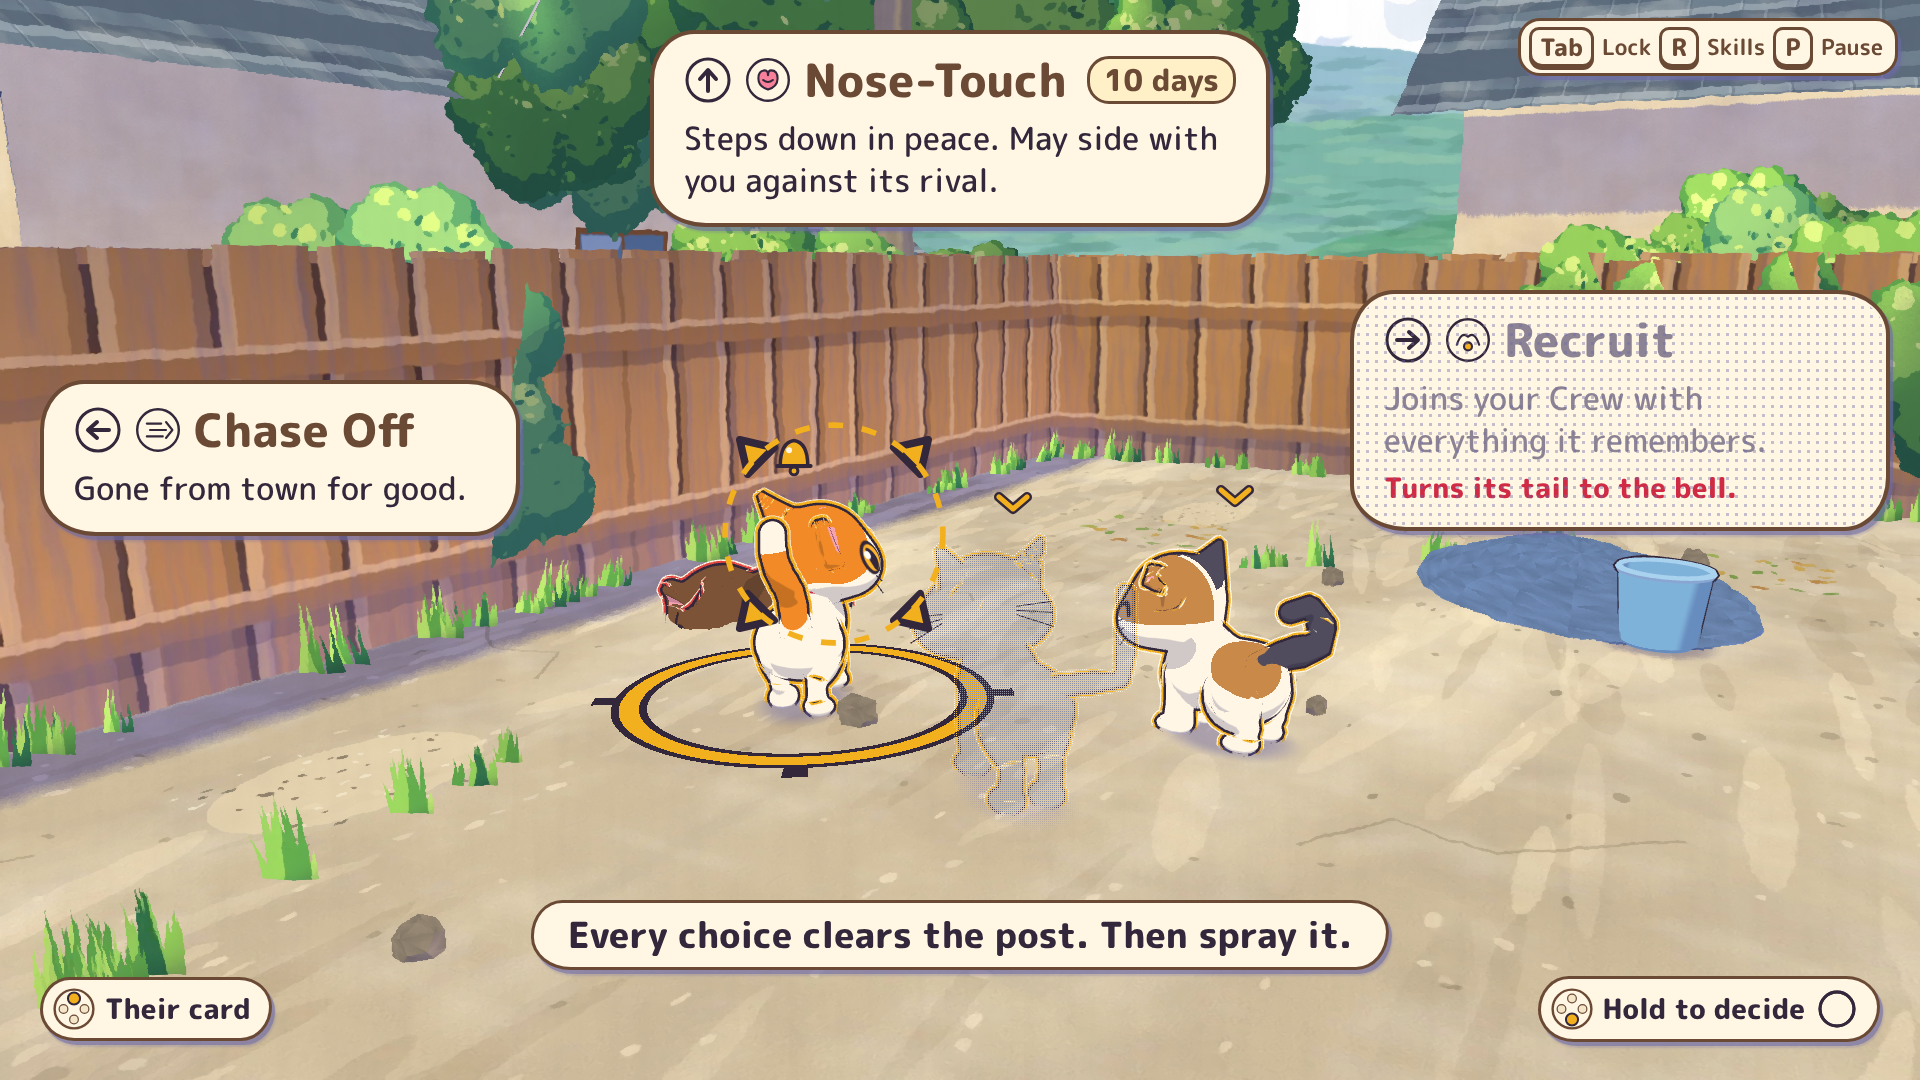 Tab Lock R Skills P Pause
Nose-Touch 10 days
Steps down in peace. May side with
you against its rival.
Recruit
Joins your Crew with
everything it remembers.
Turns its tail to the bell.
Chase Off
Gone from town for good.
Every choice clears the post. Then spray it.
Their card
Hold to decide